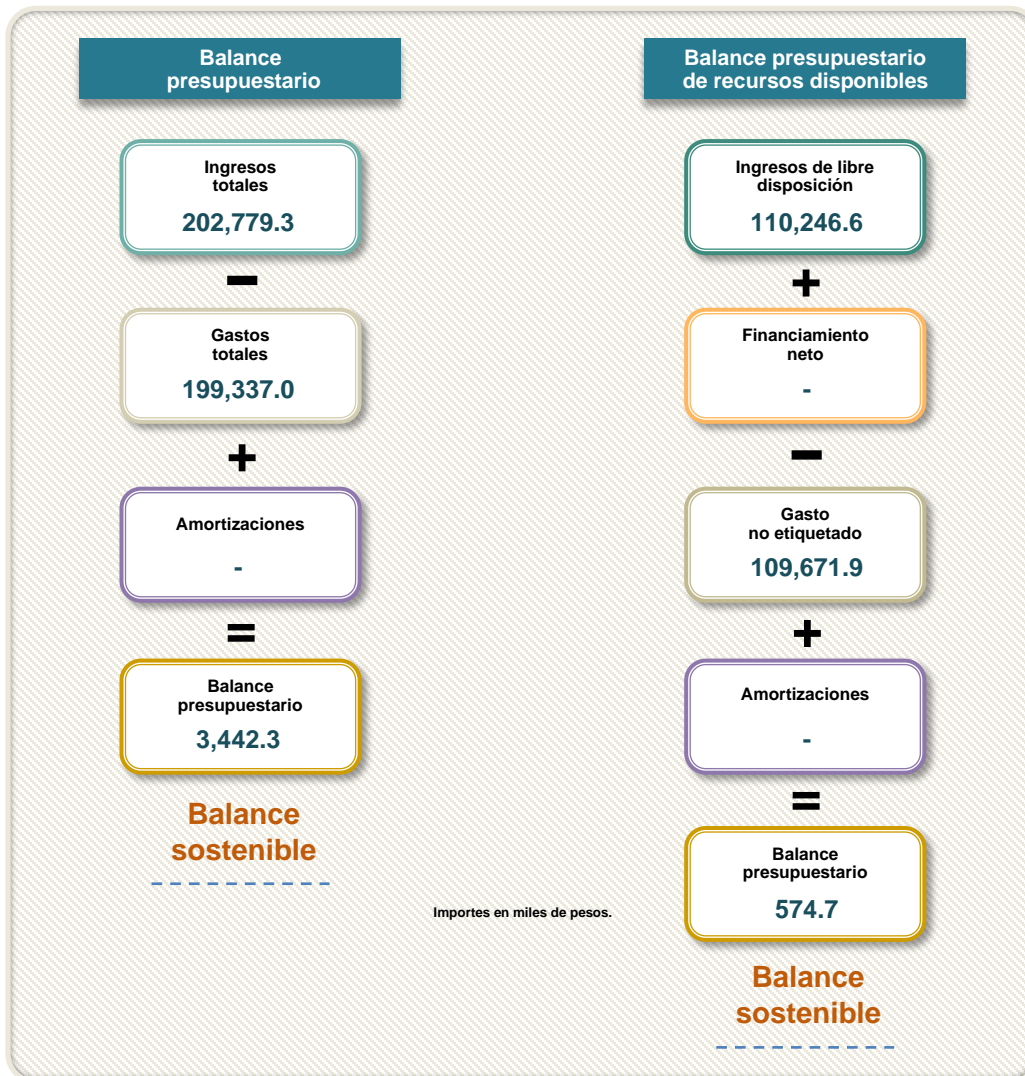 Balance
presupuestario
Ingresos
totales
202,779.3
−
Gastos
totales
199,337.0
+
Amortizaciones
-
=
Balance
presupuestario
3,442.3
Balance
sostenible
Balance presupuestario
de recursos disponibles
Ingresos de libre
disposición
110,246.6
+
Financiamiento
neto
-
−
Gasto
no etiquetado
109,671.9
+
Amortizaciones
-
=
Balance
presupuestario
574.7
Balance
sostenible
Importes en miles de pesos.